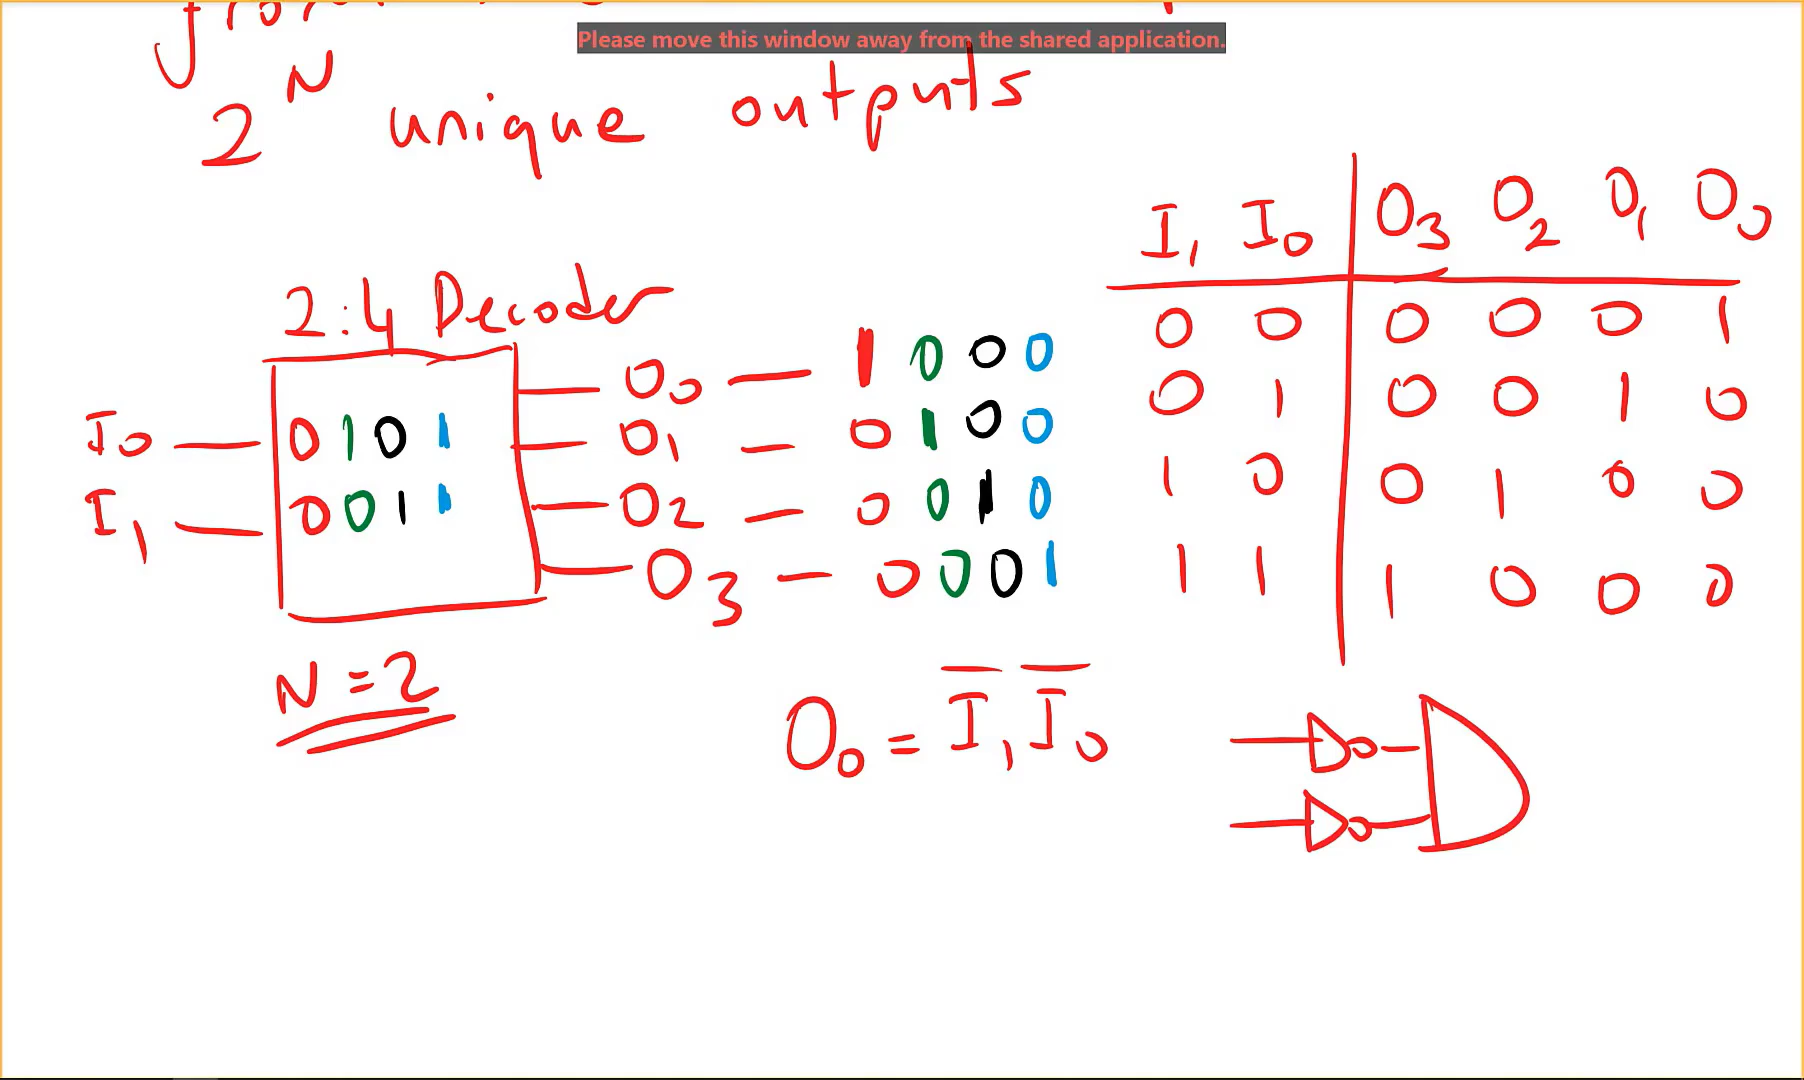 Please move this window away from the shared application.
2^N unique outputs
2:4 Decoder
I₀ 0 1 0 1
I₁ 0 0 1 1
O₀ — 1 0 0 0
O₁ — 0 1 0 0
O₂ — 0 0 1 0
O₃ — 0 0 0 1
N = 2
I₁ I₀ O₃ O₂ O₁ O₀
0 0 0 0 0 1
0 1 0 0 1 0
1 0 0 1 0 0
1 1 1 0 0 0
O₀ = I̅₁ I̅₀